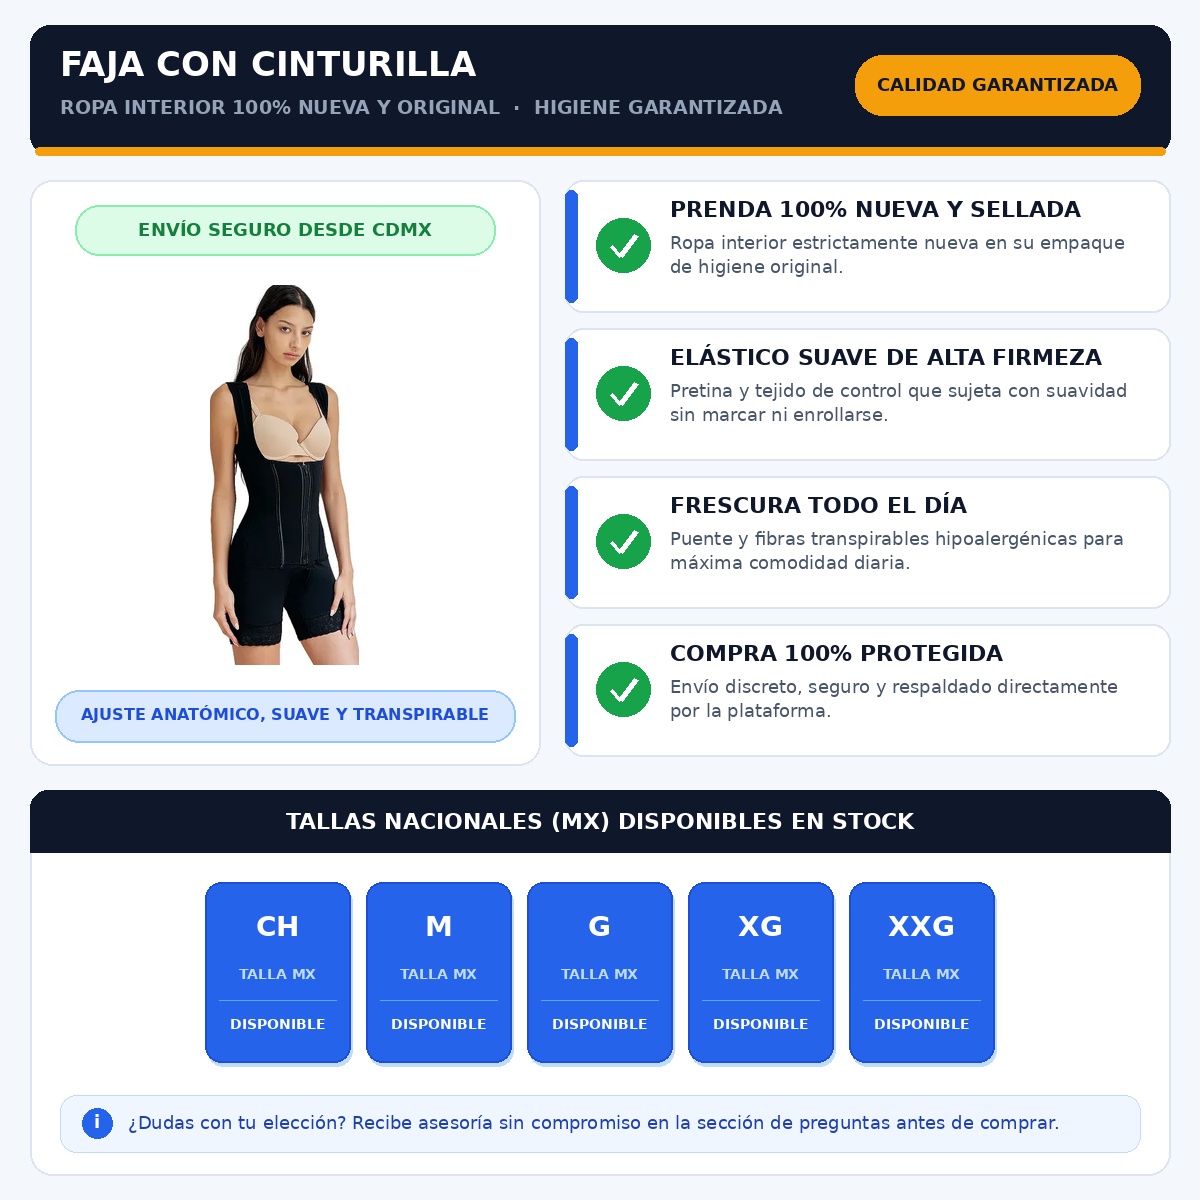 FAJA CON CINTURILLA
ROPA INTERIOR 100% NUEVA Y ORIGINAL · HIGIENE GARANTIZADA
CALIDAD GARANTIZADA
ENVÍO SEGURO DESDE CDMX
AJUSTE ANATÓMICO, SUAVE Y TRANSPIRABLE
PRENDA 100% NUEVA Y SELLADA
Ropa interior estrictamente nueva en su empaque
de higiene original.
ELÁSTICO SUAVE DE ALTA FIRMEZA
Pretina y tejido de control que sujeta con suavidad
sin marcar ni enrollarse.
FRESCURA TODO EL DÍA
Puente y fibras transpirables hipoalergénicas para
máxima comodidad diaria.
COMPRA 100% PROTEGIDA
Envío discreto, seguro y respaldado directamente
por la plataforma.
TALLAS NACIONALES (MX) DISPONIBLES EN STOCK
CH
TALLA MX
DISPONIBLE
M
TALLA MX
DISPONIBLE
G
TALLA MX
DISPONIBLE
XG
TALLA MX
DISPONIBLE
XXG
TALLA MX
DISPONIBLE
i ¿Dudas con tu elección? Recibe asesoría sin compromiso en la sección de preguntas antes de comprar.